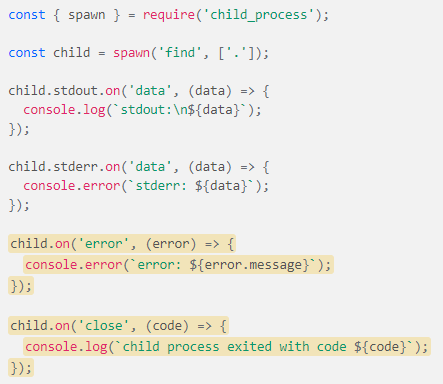 const { spawn } = require('child_process');
const child = spawn('find', ['.']);
child.stdout.on('data', (data) => {
  console.log(`stdout:\n${data}`);
});
child.stderr.on('data', (data) => {
  console.error(`stderr: ${data}`);
});
child.on('error', (error) => {
  console.error(`error: ${error.message}`);
});
child.on('close', (code) => {
  console.log(`child process exited with code ${code}`);
});